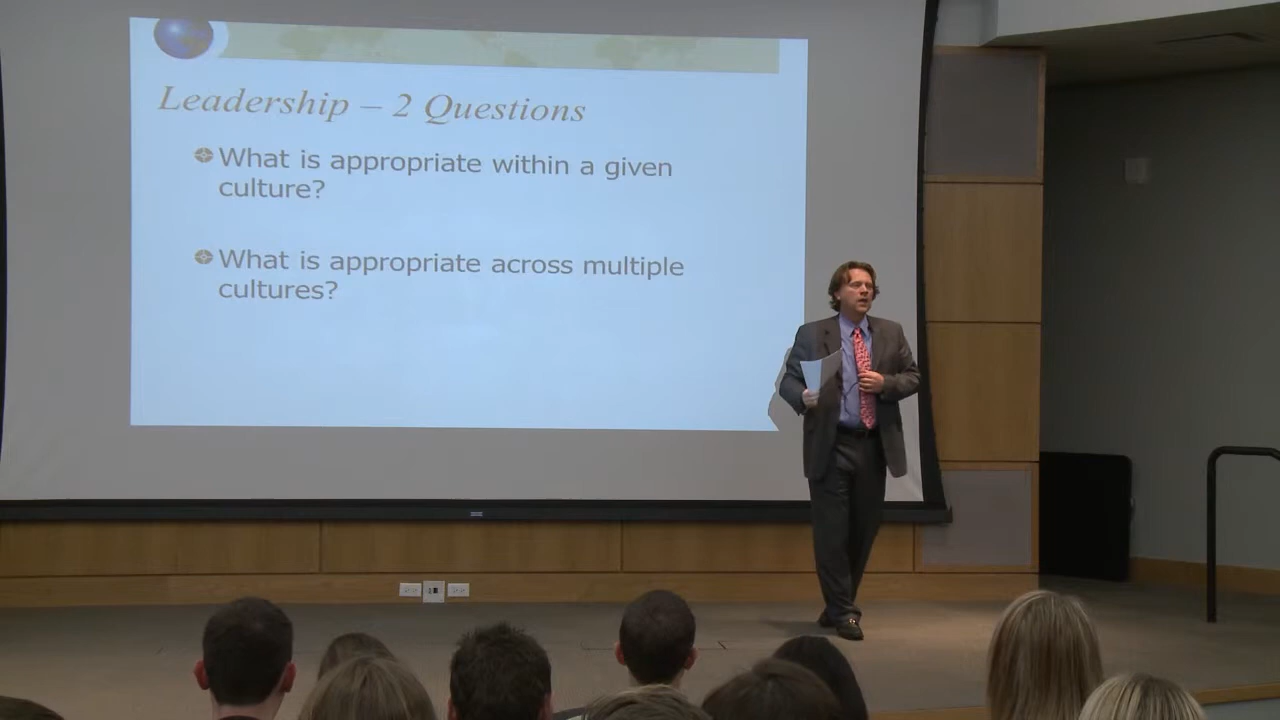 Leadership – 2 Questions
What is appropriate within a given
culture?
What is appropriate across multiple
cultures?